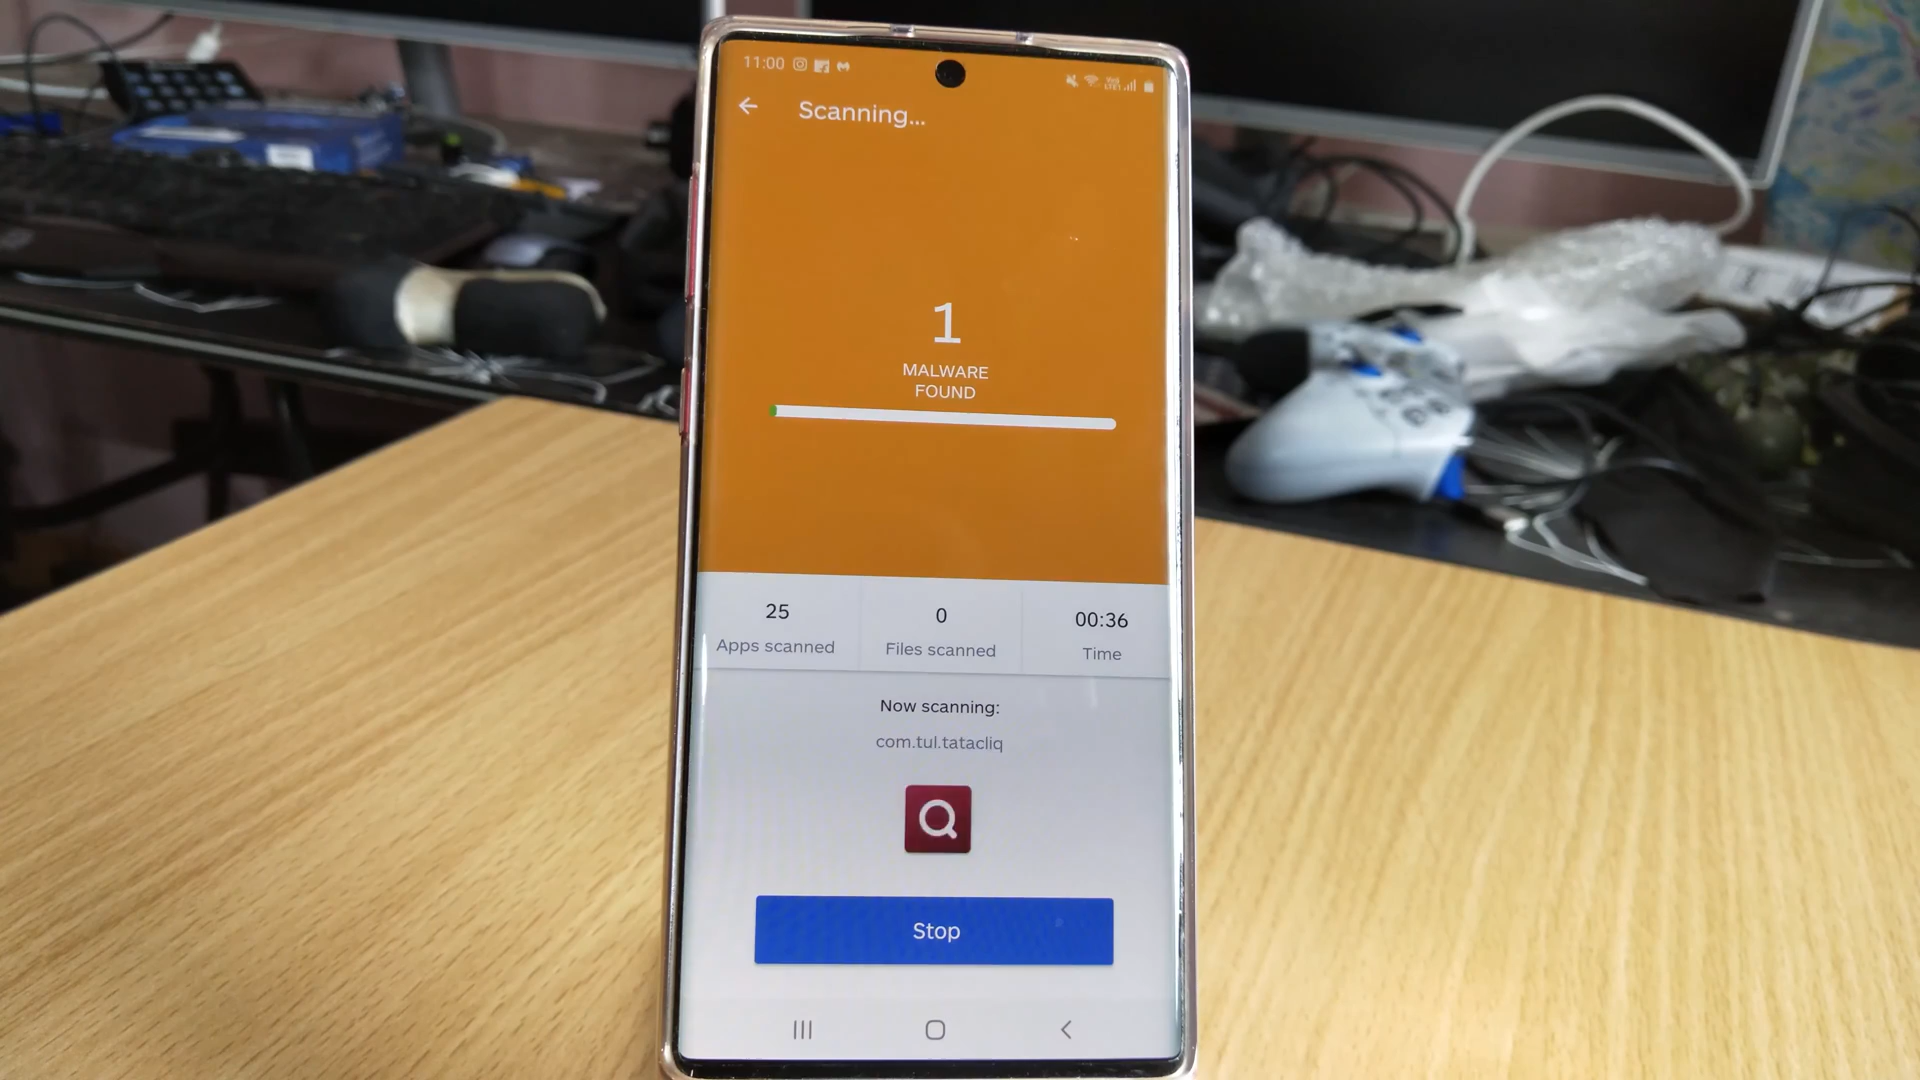 11:00
Scanning...
1
MALWARE
FOUND
25 0 00:36
Apps scanned Files scanned Time
Now scanning:
com.tul.tatacliq
Stop